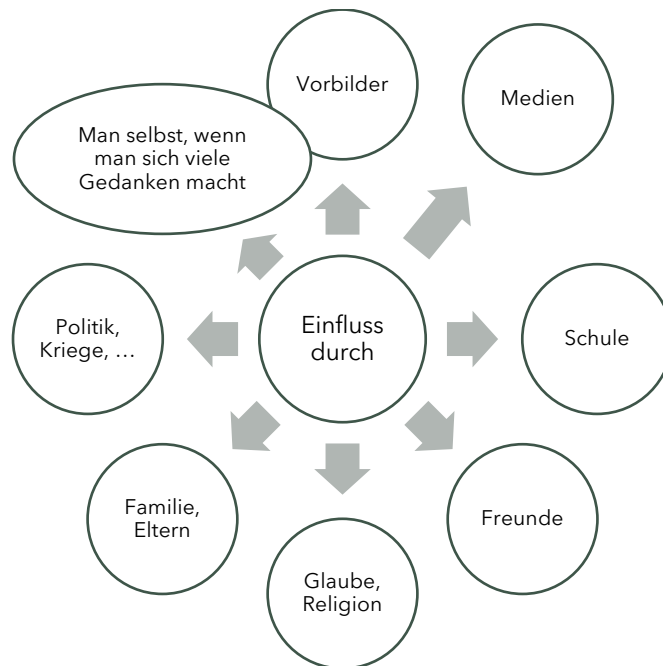 Vorbilder
Medien
Man selbst, wenn
man sich viele
Gedanken macht
Politik,
Kriege, …
Einfluss
durch
Schule
Familie,
Eltern
Freunde
Glaube,
Religion